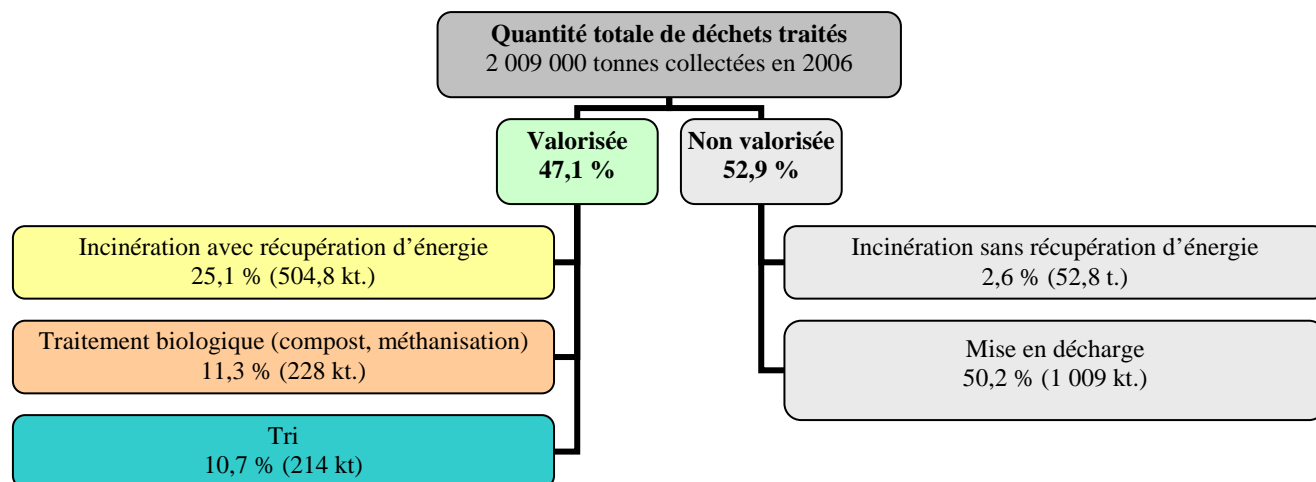 Quantité totale de déchets traités
2 009 000 tonnes collectées en 2006
Valorisée
47,1 %
Non valorisée
52,9 %
Incinération avec récupération d’énergie
25,1 % (504,8 kt.)
Traitement biologique (compost, méthanisation)
11,3 % (228 kt.)
Tri
10,7 % (214 kt)
Incinération sans récupération d’énergie
2,6 % (52,8 t.)
Mise en décharge
50,2 % (1 009 kt.)